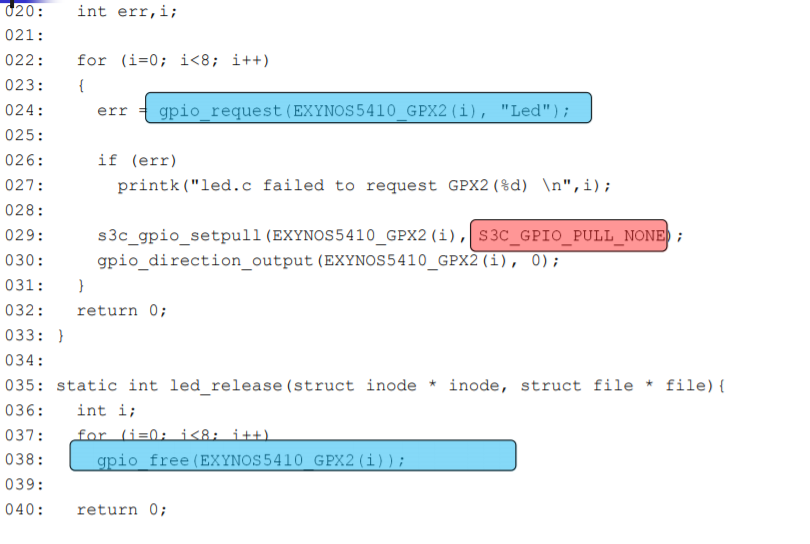 020: int err,i;
021:
022: for (i=0; i<8; i++)
023: {
024: err = gpio_request(EXYNOS5410_GPX2(i), "Led");
025:
026: if (err)
027: printk("led.c failed to request GPX2(%d) \n",i);
028:
029: s3c_gpio_setpull(EXYNOS5410_GPX2(i), S3C_GPIO_PULL_NONE);
030: gpio_direction_output(EXYNOS5410_GPX2(i), 0);
031: }
032: return 0;
033: }
034:
035: static int led_release(struct inode * inode, struct file * file){
036: int i;
037: for (i=0; i<8; i++)
038: gpio_free(EXYNOS5410_GPX2(i));
039:
040: return 0;